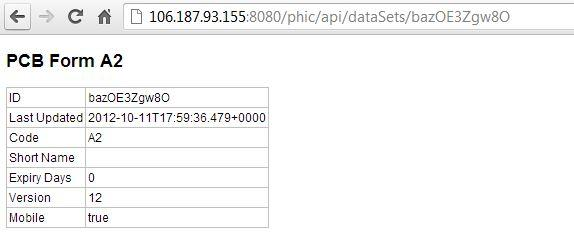 106.187.93.155:8080/phic/api/dataSets/bazOE3Zgw8O
PCB Form A2
ID bazOE3Zgw8O
Last Updated 2012-10-11T17:59:36.479+0000
Code A2
Short Name
Expiry Days 0
Version 12
Mobile true